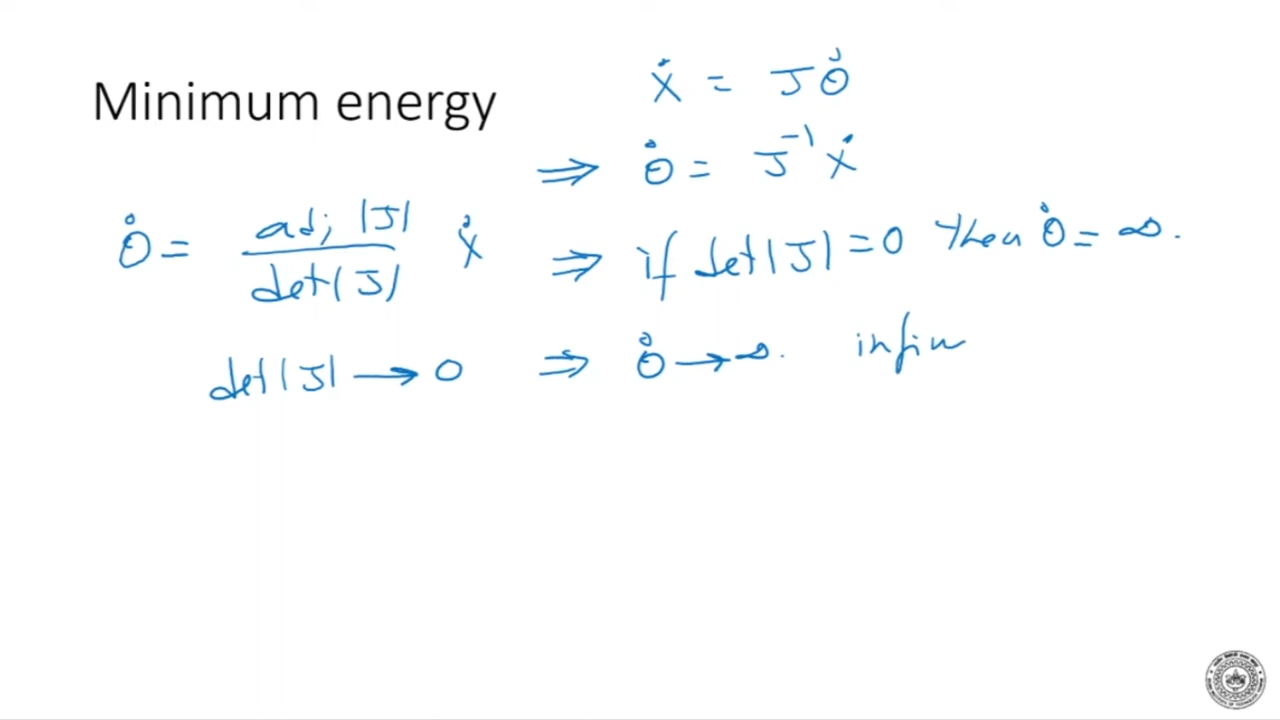 Minimum energy
Ẋ = J Θ̇
⇒ Θ̇ = J⁻¹ Ẋ
Θ̇ = adj |J| / det|J| Ẋ ⇒ if det|J| = 0 then Θ̇ = ∞.
det|J| → 0 ⇒ Θ̇ → ∞. infin